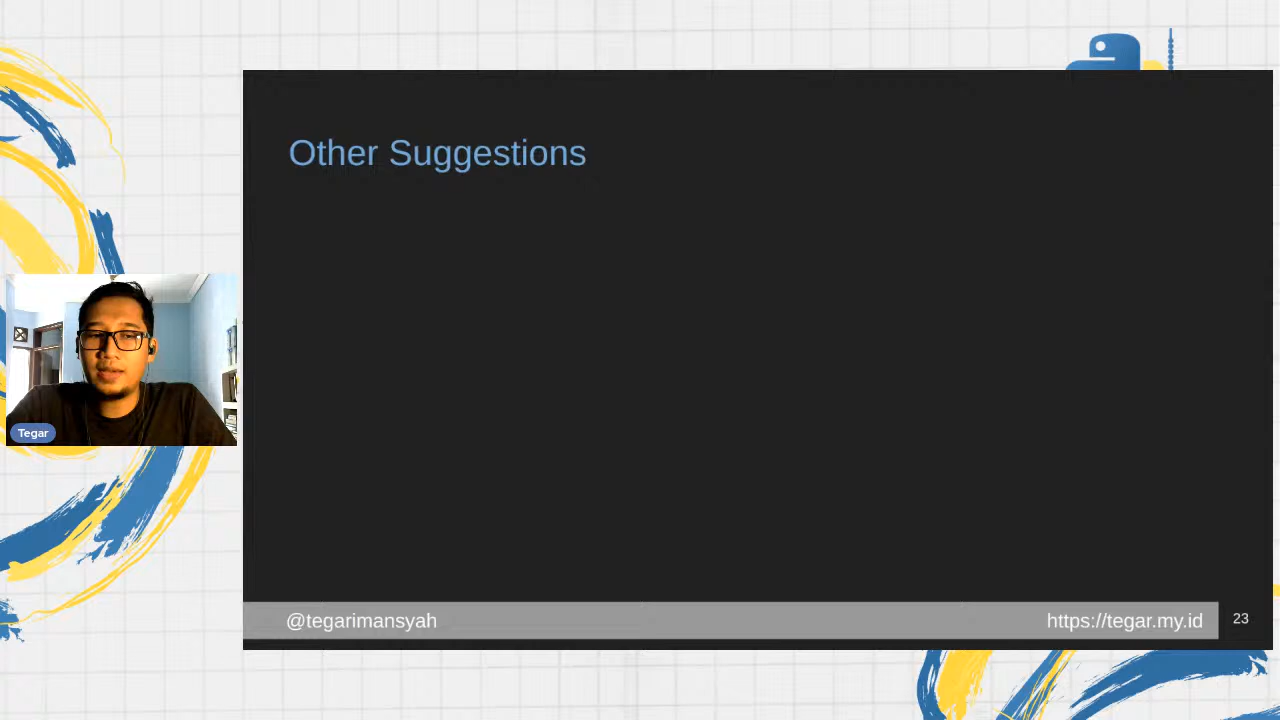 Other Suggestions
Tegar
@tegarimansyah
https://tegar.my.id
23